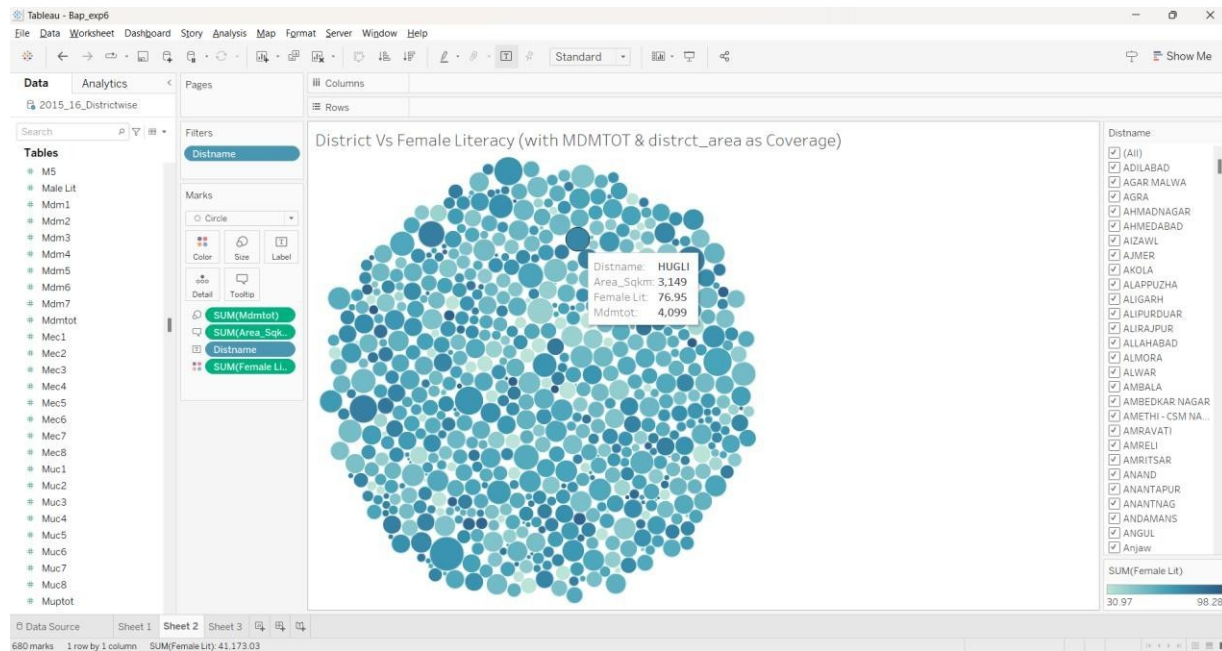 Tableau - Bap_exp6
File Data Worksheet Dashboard Story Analysis Map Format Server Window Help
Standard
Show Me
Data Analytics
2015_16_Districtwise
Search
Tables
M5
Male Lit
Mdm1
Mdm2
Mdm3
Mdm4
Mdm5
Mdm6
Mdm7
Mdmtot
Mec1
Mec2
Mec3
Mec4
Mec5
Mec6
Mec7
Mec8
Muc1
Muc2
Muc3
Muc4
Muc5
Muc6
Muc7
Muc8
Muptot
Pages
Filters
Distname
Marks
Circle
Color Size Label
Detail Tooltip
SUM(Mdmtot)
SUM(Area_Sqk..
Distname
SUM(Female Li..
Columns
Rows
District Vs Female Literacy (with MDMTOT & distrct_area as Coverage)
Distname: HUGLI
Area_Sqkm: 3,149
Female Lit: 76.95
Mdmtot: 4,099
Distname
(All)
ADILABAD
AGAR MALWA
AGRA
AHMADNAGAR
AHMEDABAD
AIZAWL
AJMER
AKOLA
ALAPPUZHA
ALIGARH
ALIPURDUAR
ALIRAJPUR
ALLAHABAD
ALMORA
ALWAR
AMBALA
AMBEDKAR NAGAR
AMETHI - CSM NA...
AMRAVATI
AMRELI
AMRITSAR
ANAND
ANANTAPUR
ANANTNAG
ANDAMANS
ANGUL
Anjaw
SUM(Female Lit)
30.97 98.28
Data Source Sheet 1 Sheet 2 Sheet 3
680 marks 1 row by 1 column SUM(Female Lit): 41,173.03